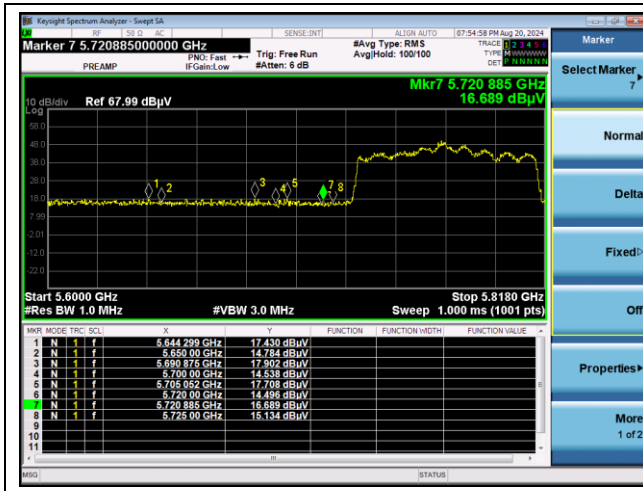 Keysight Spectrum Analyzer - Swept SA
RF 50 Ω AC SENSE:INT ALIGN AUTO 07:54:58 PM Aug 20, 2024
Marker 7 5.720885000000 GHz
PNO: Fast
IFGain:Low
Trig: Free Run
#Atten: 6 dB
#Avg Type: RMS
Avg|Hold: 100/100
TRACE 1 2 3 4 5 6
TYPE M W W W W W
DET P N N N N N
PREAMP
Mkr7 5.720 885 GHz
16.689 dBµV
10 dB/div Ref 67.99 dBµV
Log
58.0
48.0
38.0
28.0
18.0
7.99
-2.01
-12.0
-22.0
1 2 3 4 5 7 8
Start 5.6000 GHz Stop 5.8180 GHz
#Res BW 1.0 MHz #VBW 3.0 MHz Sweep 1.000 ms (1001 pts)
MKR MODE TRC SCL X Y FUNCTION FUNCTION WIDTH FUNCTION VALUE
1 N 1 f 5.644 299 GHz 17.430 dBµV
2 N 1 f 5.650 00 GHz 14.784 dBµV
3 N 1 f 5.690 875 GHz 17.902 dBµV
4 N 1 f 5.700 00 GHz 14.538 dBµV
5 N 1 f 5.705 052 GHz 17.708 dBµV
6 N 1 f 5.720 00 GHz 14.496 dBµV
7 N 1 f 5.720 885 GHz 16.689 dBµV
8 N 1 f 5.725 00 GHz 15.134 dBµV
9
10
11
MSG STATUS
Marker
Select Marker
7
Normal
Delta
Fixed
Off
Properties
More
1 of 2